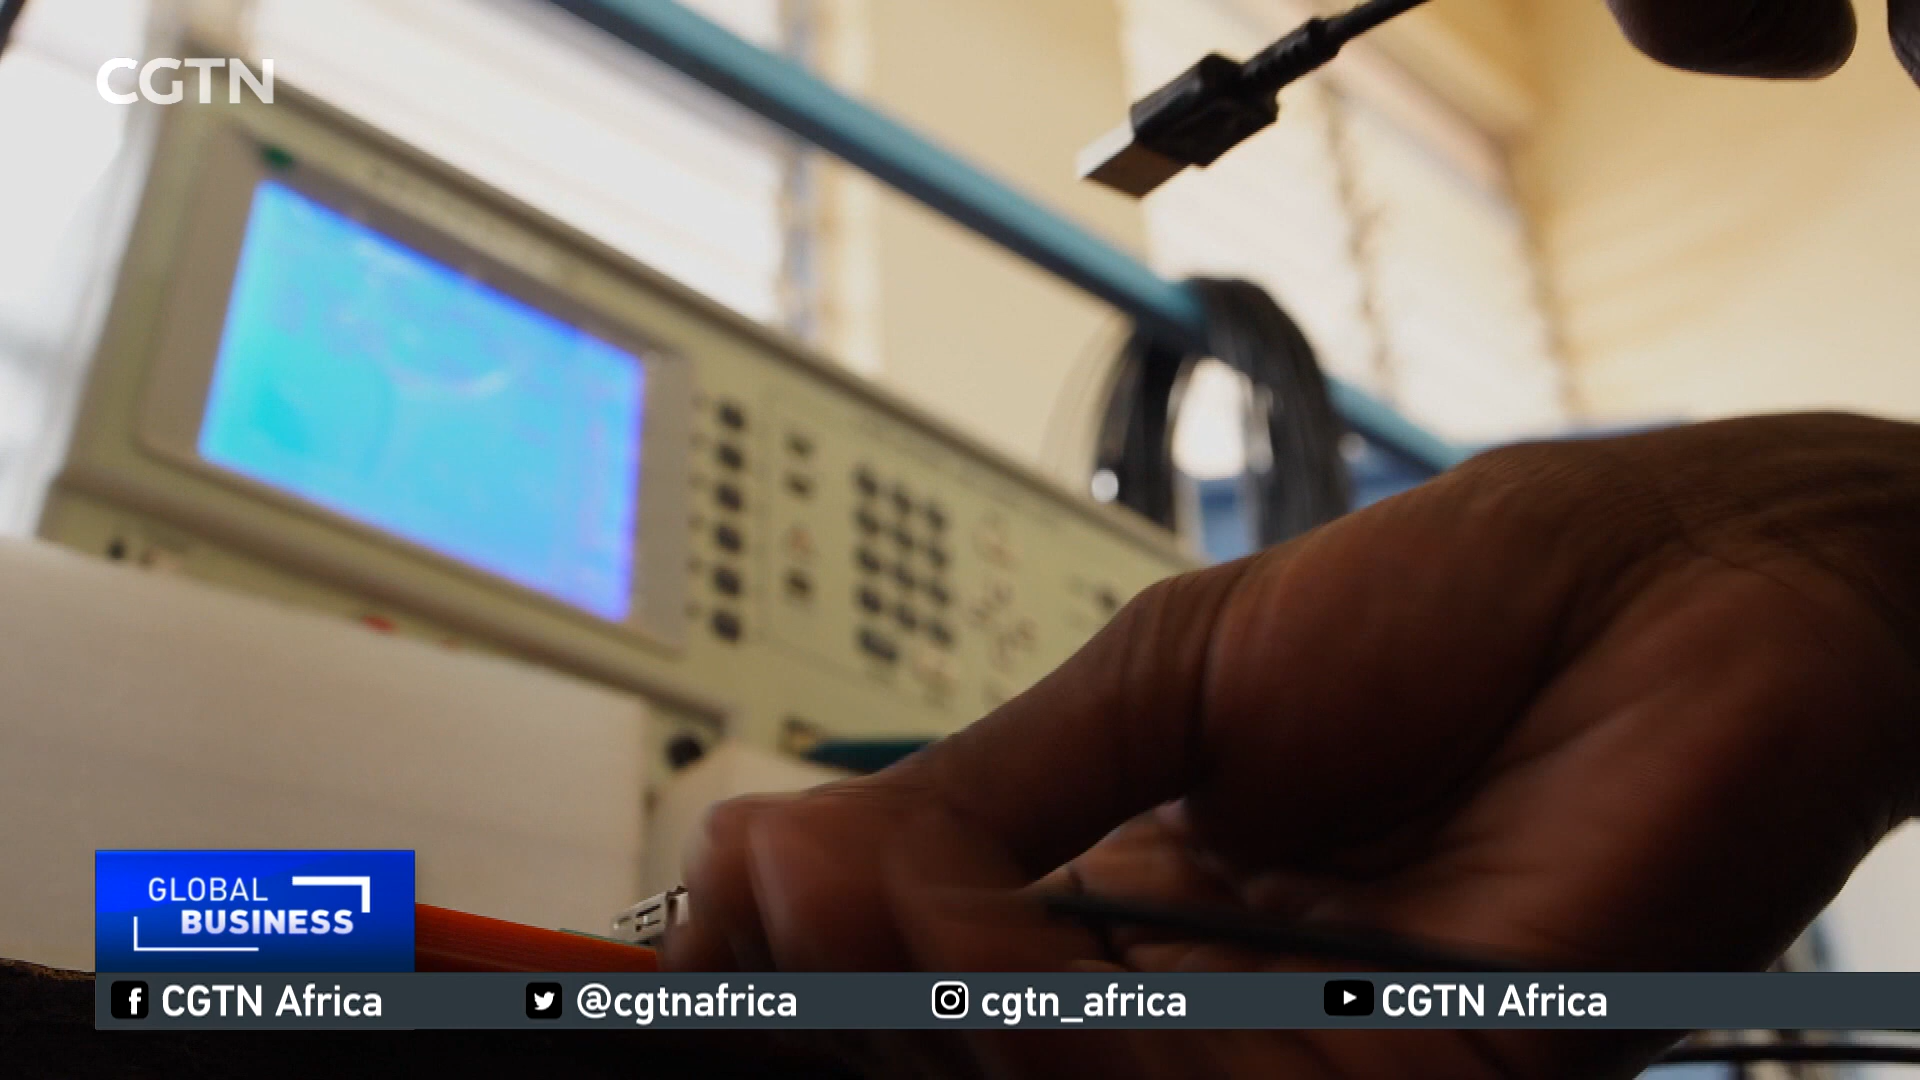 CGTN
GLOBAL
BUSINESS
CGTN Africa
@cgtnafrica
cgtn_africa
CGTN Africa